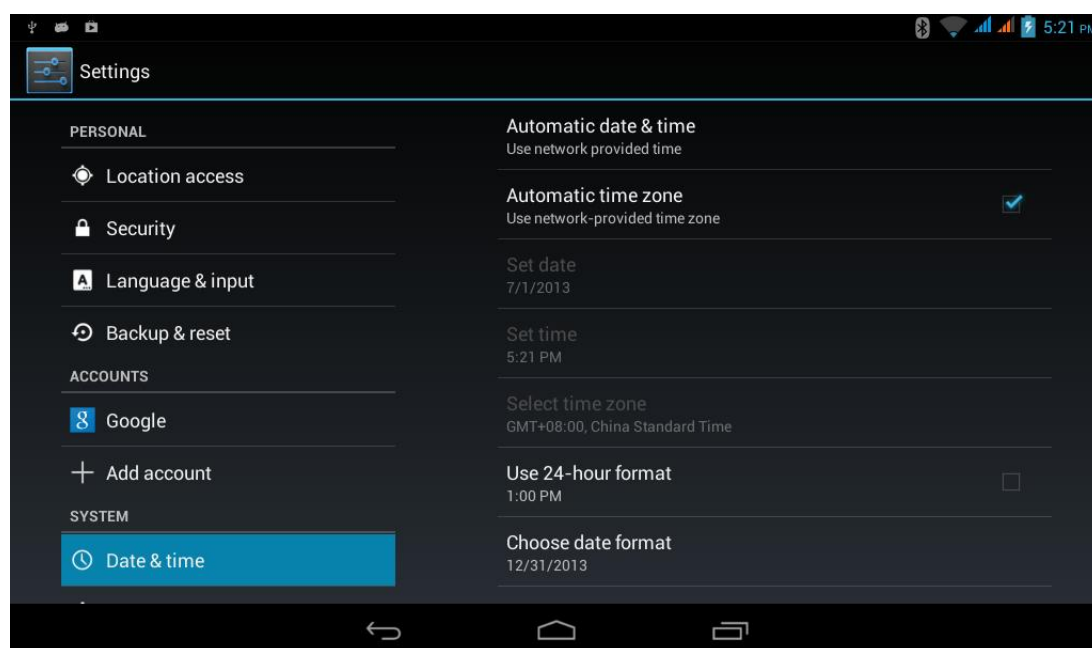 5:21 PM
Settings
PERSONAL
Location access
Security
Language & input
Backup & reset
ACCOUNTS
Google
Add account
SYSTEM
Date & time
Automatic date & time
Use network provided time
Automatic time zone
Use network-provided time zone
Set date
7/1/2013
Set time
5:21 PM
Select time zone
GMT+08:00, China Standard Time
Use 24-hour format
1:00 PM
Choose date format
12/31/2013